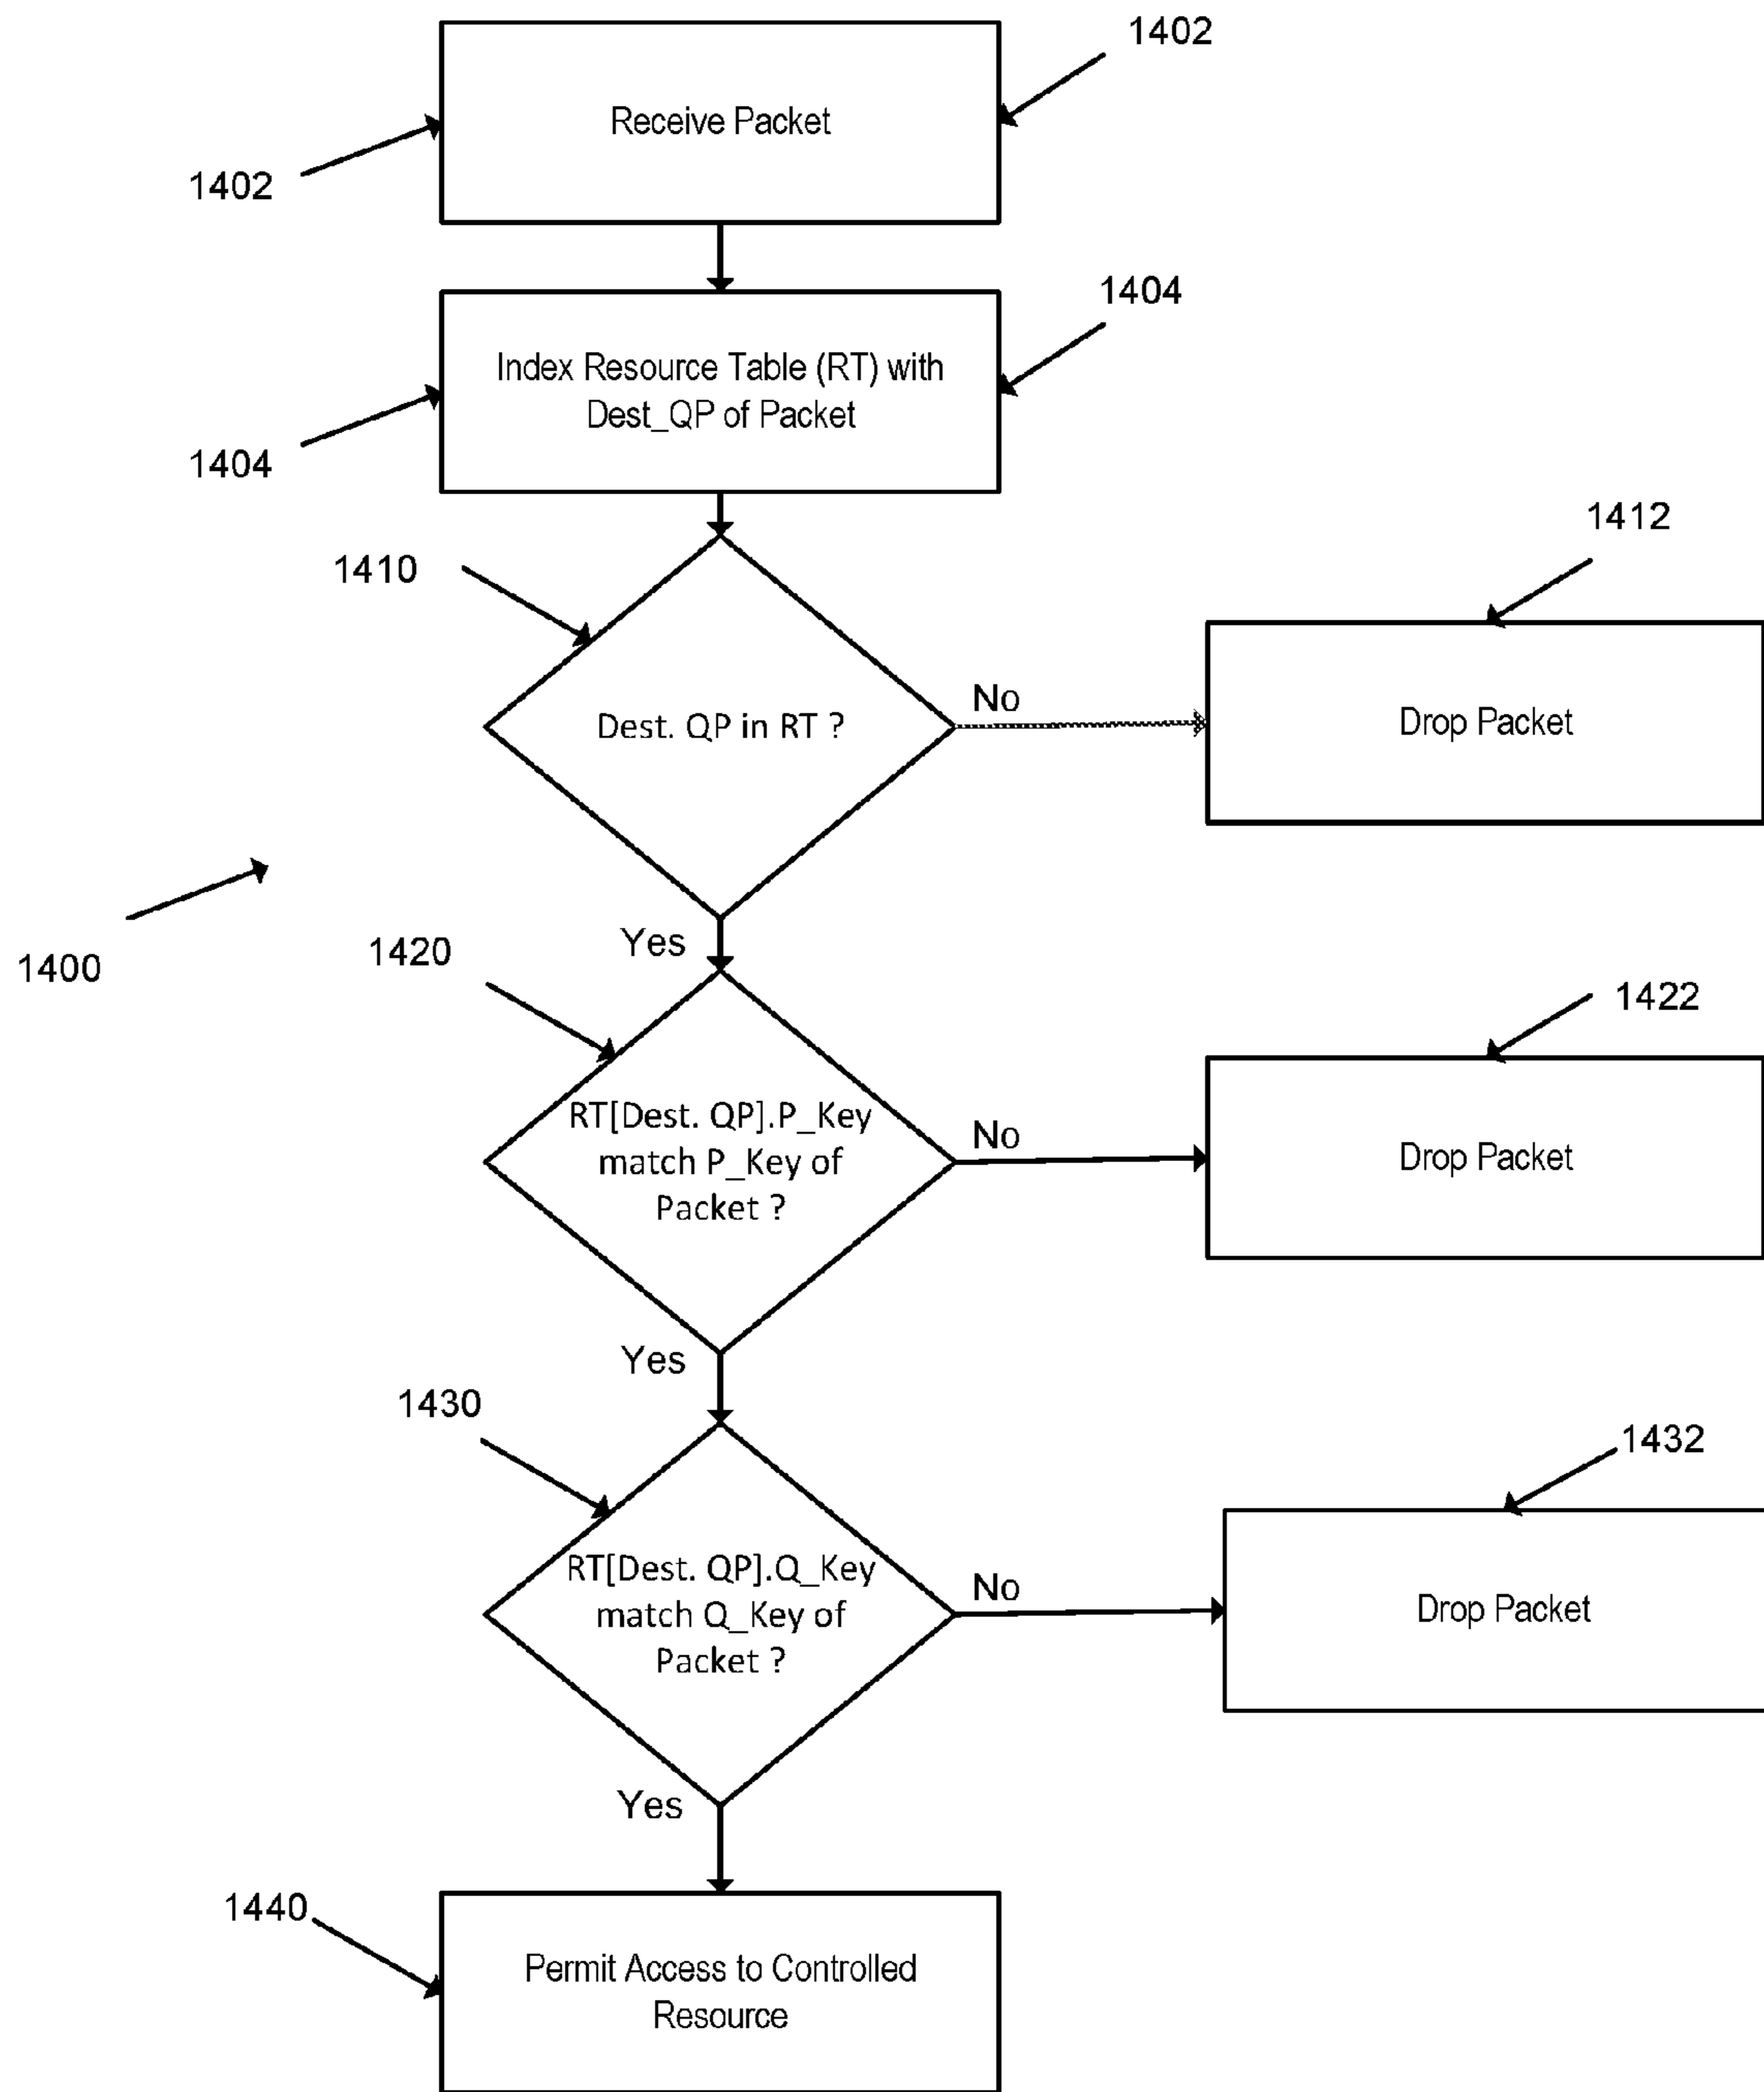 1402
Receive Packet
1402
1404
Index Resource Table (RT) with
Dest_QP of Packet
1404
1412
1410
No
Dest. QP in RT ?
Drop Packet
Yes
1420
1400
1422
RT[Dest. QP].P_Key
match P_Key of
Packet ?
No
Drop Packet
Yes
1430
1432
RT[Dest. QP].Q_Key
match Q_Key of
Packet ?
No
Drop Packet
Yes
1440
Permit Access to Controlled
Resource